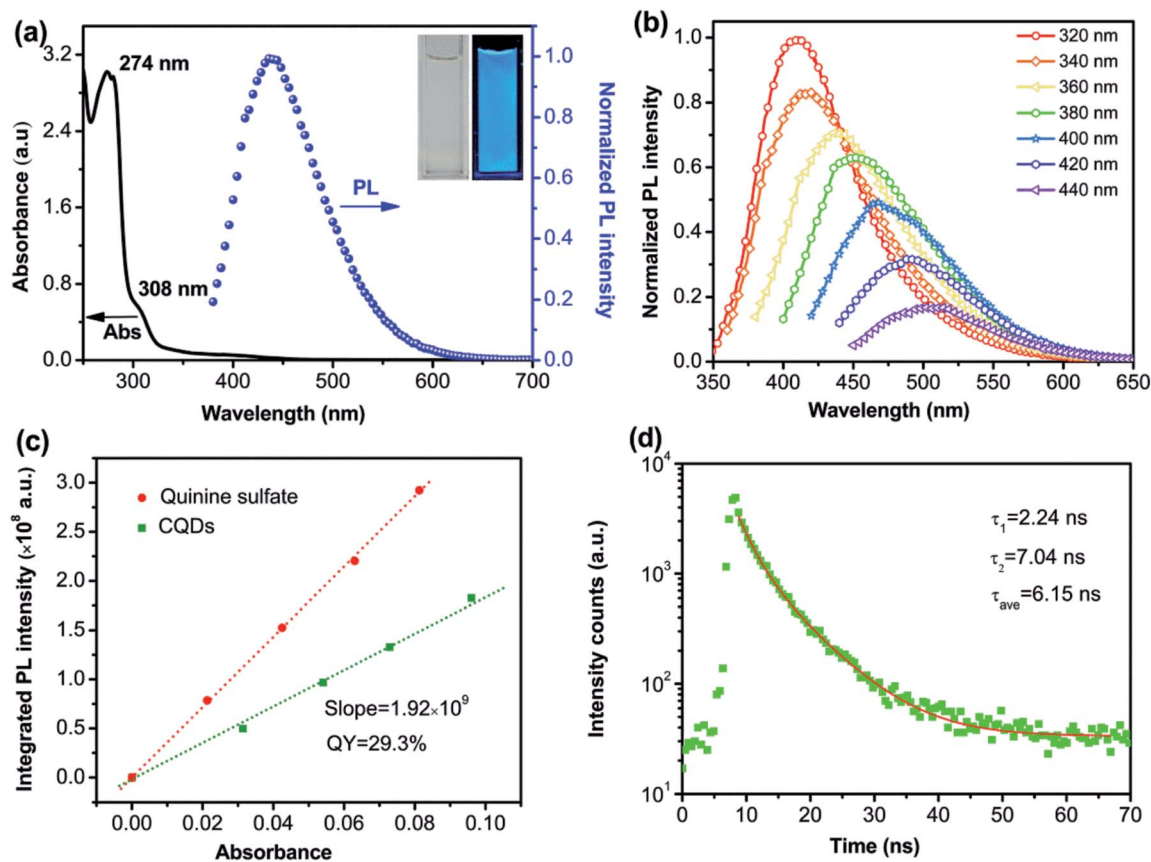 (a)
3.2
2.4
1.6
0.8
0.0
Absorbance (a.u)
274 nm
308 nm
Abs
PL
1.0
0.8
0.6
0.4
0.2
0.0
Normalized PL intensity
300 400 500 600 700
Wavelength (nm)
(b)
1.0
0.8
0.6
0.4
0.2
0.0
Normalized PL intensity
320 nm
340 nm
360 nm
380 nm
400 nm
420 nm
440 nm
350 400 450 500 550 600 650
Wavelength (nm)
(c)
3.0
2.5
2.0
1.5
1.0
0.5
0.0
Integrated PL intensity (×10⁸ a.u.)
Quinine sulfate
CQDs
Slope=1.92×10⁹
QY=29.3%
0.00 0.02 0.04 0.06 0.08 0.10
Absorbance
(d)
10⁴
10³
10²
10¹
Intensity counts (a.u.)
τ₁=2.24 ns
τ₂=7.04 ns
τave=6.15 ns
0 10 20 30 40 50 60 70
Time (ns)